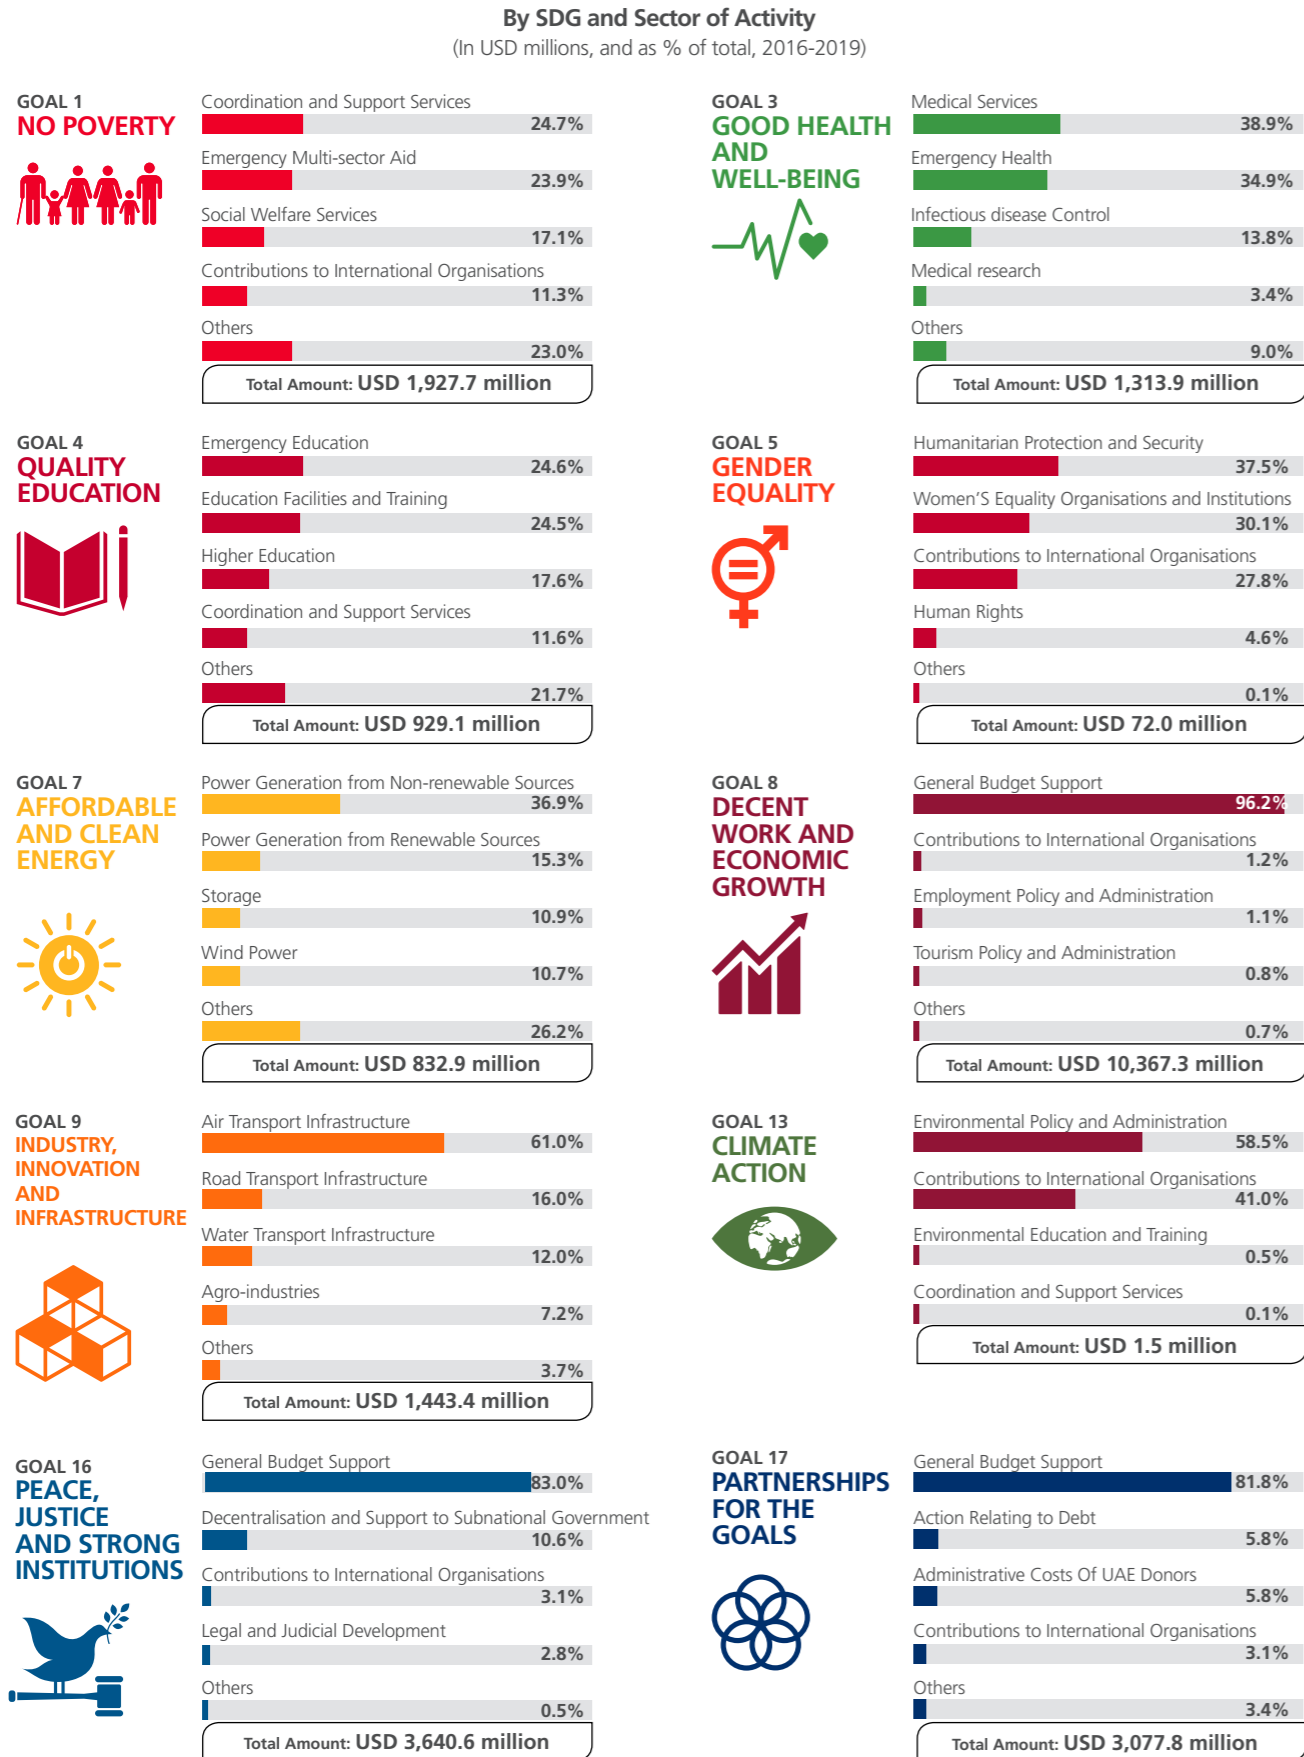 By SDG and Sector of Activity
(In USD millions, and as % of total, 2016-2019)
GOAL 1
NO POVERTY
Coordination and Support Services
24.7%
Emergency Multi-sector Aid
23.9%
Social Welfare Services
17.1%
Contributions to International Organisations
11.3%
Others
23.0%
Total Amount: USD 1,927.7 million
GOAL 3
GOOD HEALTH
AND
WELL-BEING
Medical Services
38.9%
Emergency Health
34.9%
Infectious disease Control
13.8%
Medical research
3.4%
Others
9.0%
Total Amount: USD 1,313.9 million
GOAL 4
QUALITY
EDUCATION
Emergency Education
24.6%
Education Facilities and Training
24.5%
Higher Education
17.6%
Coordination and Support Services
11.6%
Others
21.7%
Total Amount: USD 929.1 million
GOAL 5
GENDER
EQUALITY
Humanitarian Protection and Security
37.5%
Women'S Equality Organisations and Institutions
30.1%
Contributions to International Organisations
27.8%
Human Rights
4.6%
Others
0.1%
Total Amount: USD 72.0 million
GOAL 7
AFFORDABLE
AND CLEAN
ENERGY
Power Generation from Non-renewable Sources
36.9%
Power Generation from Renewable Sources
15.3%
Storage
10.9%
Wind Power
10.7%
Others
26.2%
Total Amount: USD 832.9 million
GOAL 8
DECENT
WORK AND
ECONOMIC
GROWTH
General Budget Support
96.2%
Contributions to International Organisations
1.2%
Employment Policy and Administration
1.1%
Tourism Policy and Administration
0.8%
Others
0.7%
Total Amount: USD 10,367.3 million
GOAL 9
INDUSTRY,
INNOVATION
AND
INFRASTRUCTURE
Air Transport Infrastructure
61.0%
Road Transport Infrastructure
16.0%
Water Transport Infrastructure
12.0%
Agro-industries
7.2%
Others
3.7%
Total Amount: USD 1,443.4 million
GOAL 13
CLIMATE
ACTION
Environmental Policy and Administration
58.5%
Contributions to International Organisations
41.0%
Environmental Education and Training
0.5%
Coordination and Support Services
0.1%
Total Amount: USD 1.5 million
GOAL 16
PEACE,
JUSTICE
AND STRONG
INSTITUTIONS
General Budget Support
83.0%
Decentralisation and Support to Subnational Government
10.6%
Contributions to International Organisations
3.1%
Legal and Judicial Development
2.8%
Others
0.5%
Total Amount: USD 3,640.6 million
GOAL 17
PARTNERSHIPS
FOR THE
GOALS
General Budget Support
81.8%
Action Relating to Debt
5.8%
Administrative Costs Of UAE Donors
5.8%
Contributions to International Organisations
3.1%
Others
3.4%
Total Amount: USD 3,077.8 million